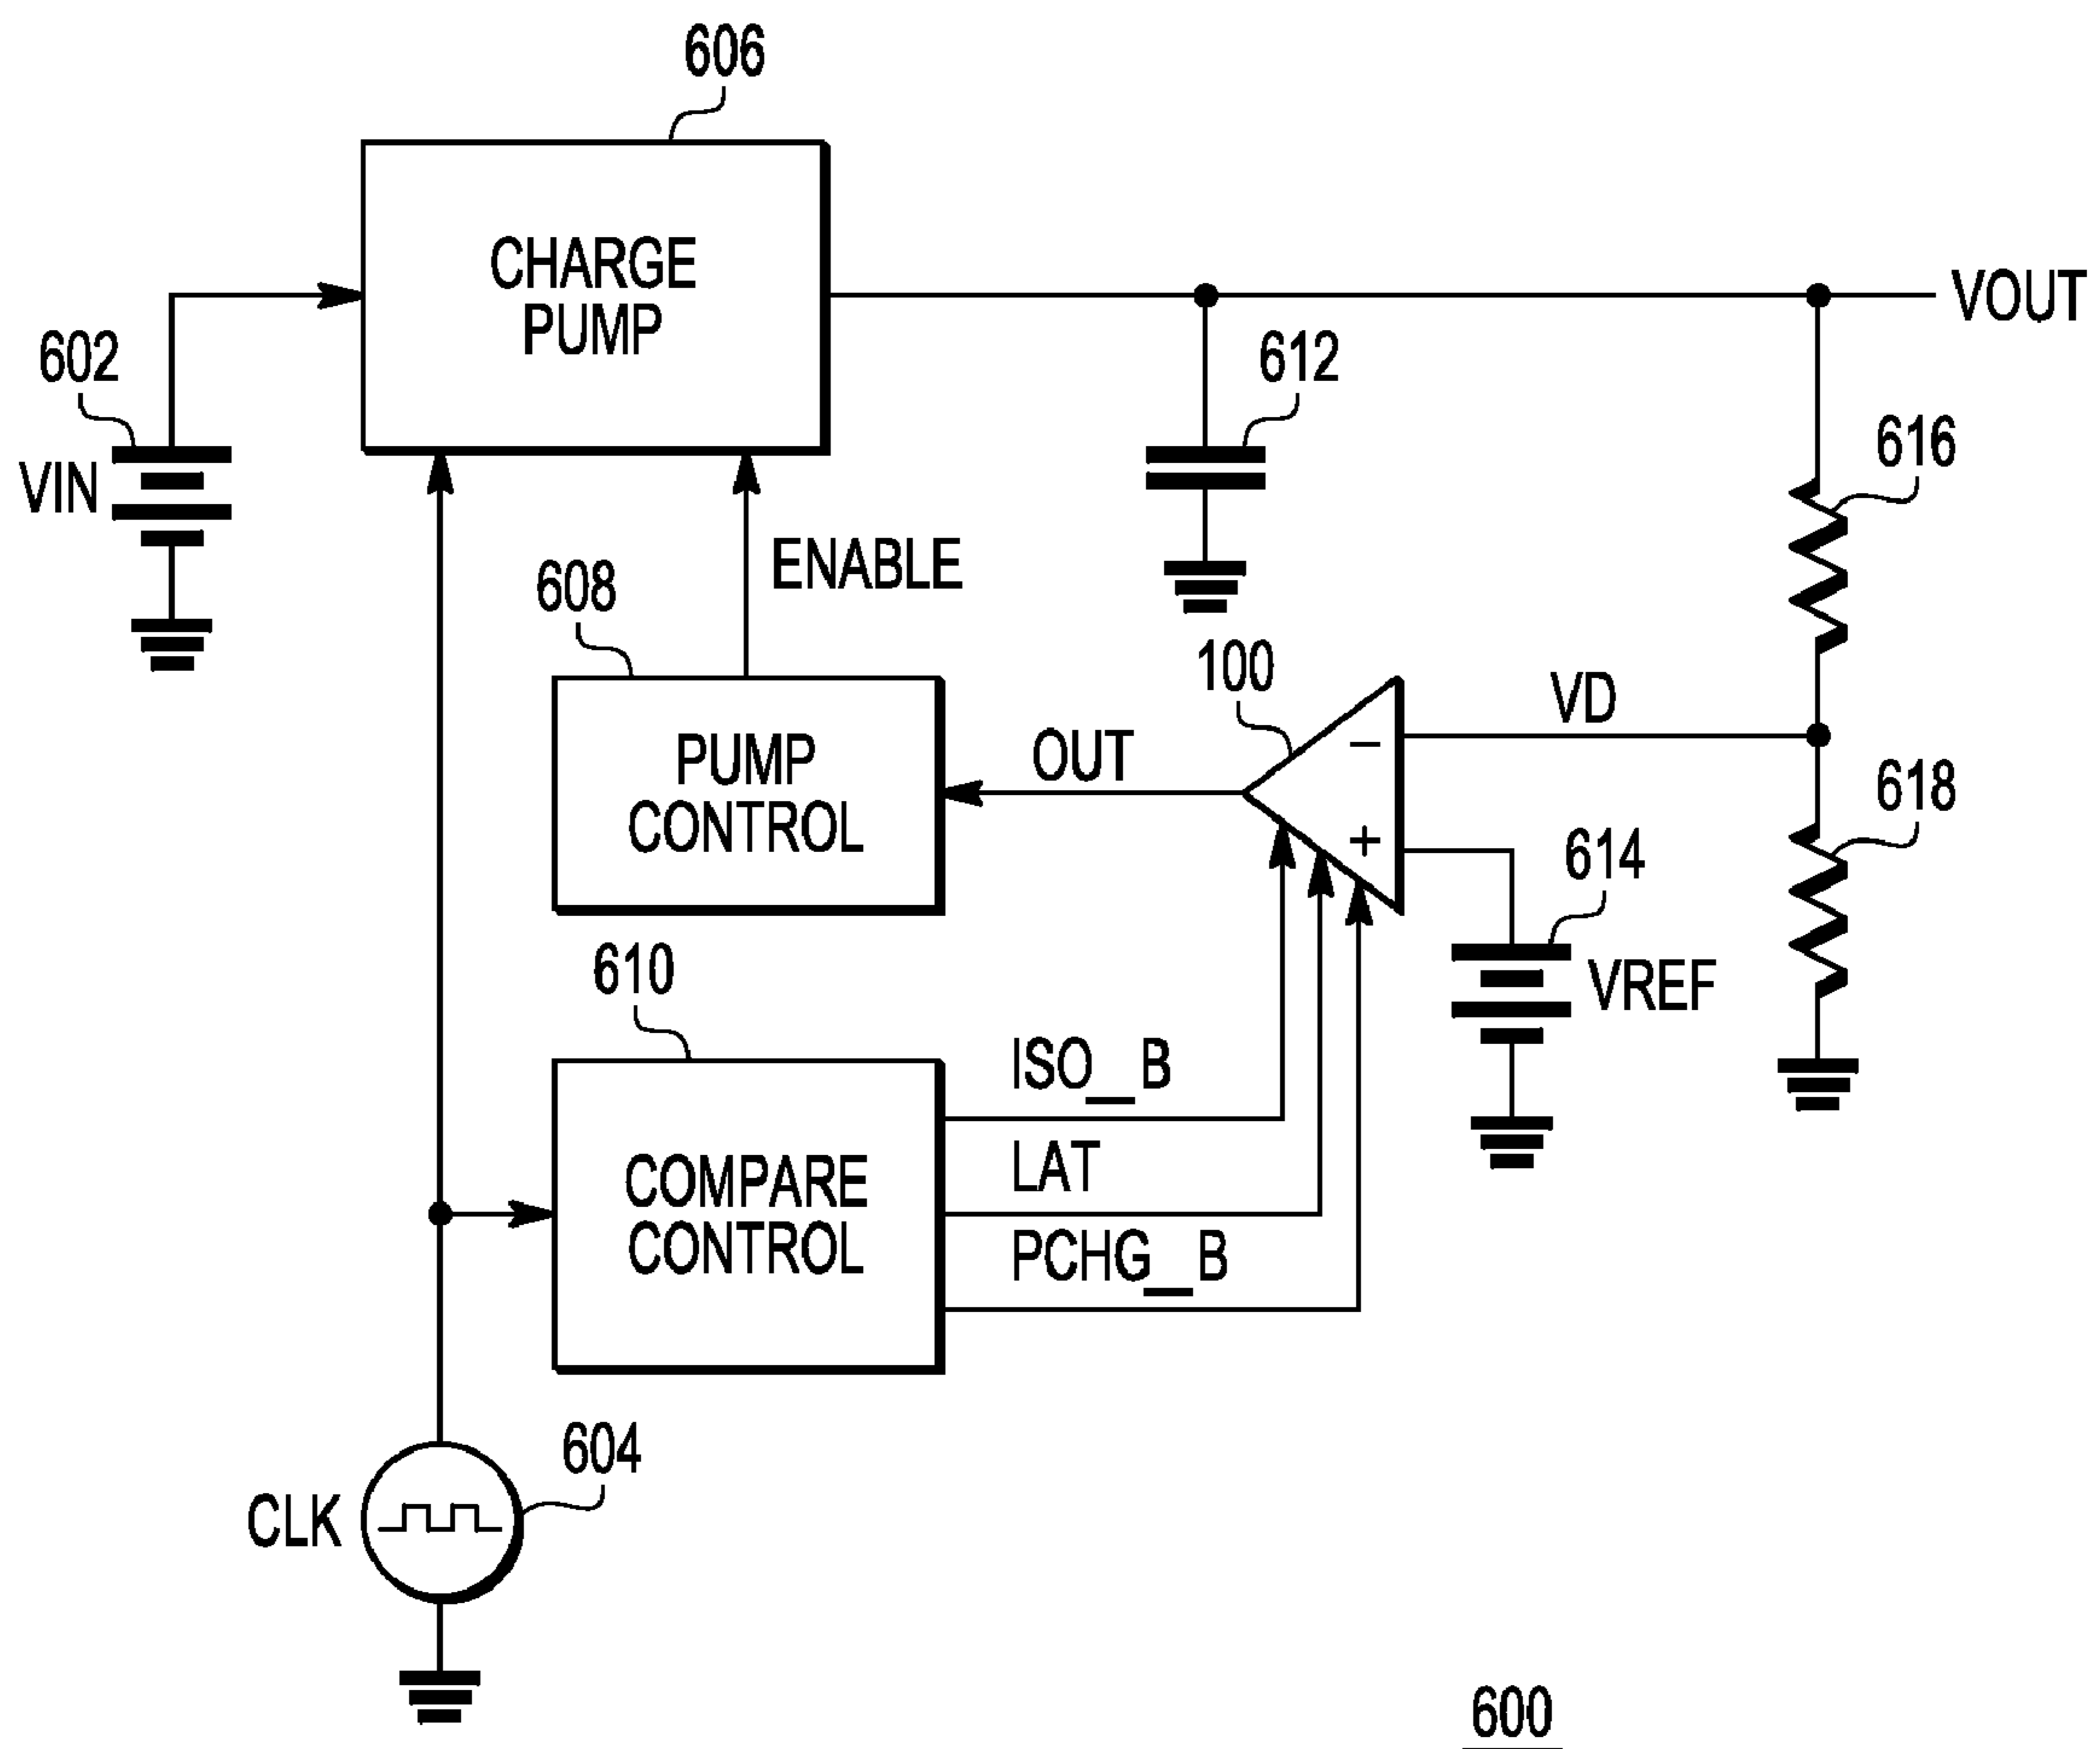 606
CHARGE
PUMP
VOUT
602
VIN
612
616
ENABLE
608
100
VD
OUT
PUMP
CONTROL
618
614
VREF
610
ISO_B
LAT
COMPARE
CONTROL
PCHG_B
604
CLK
600